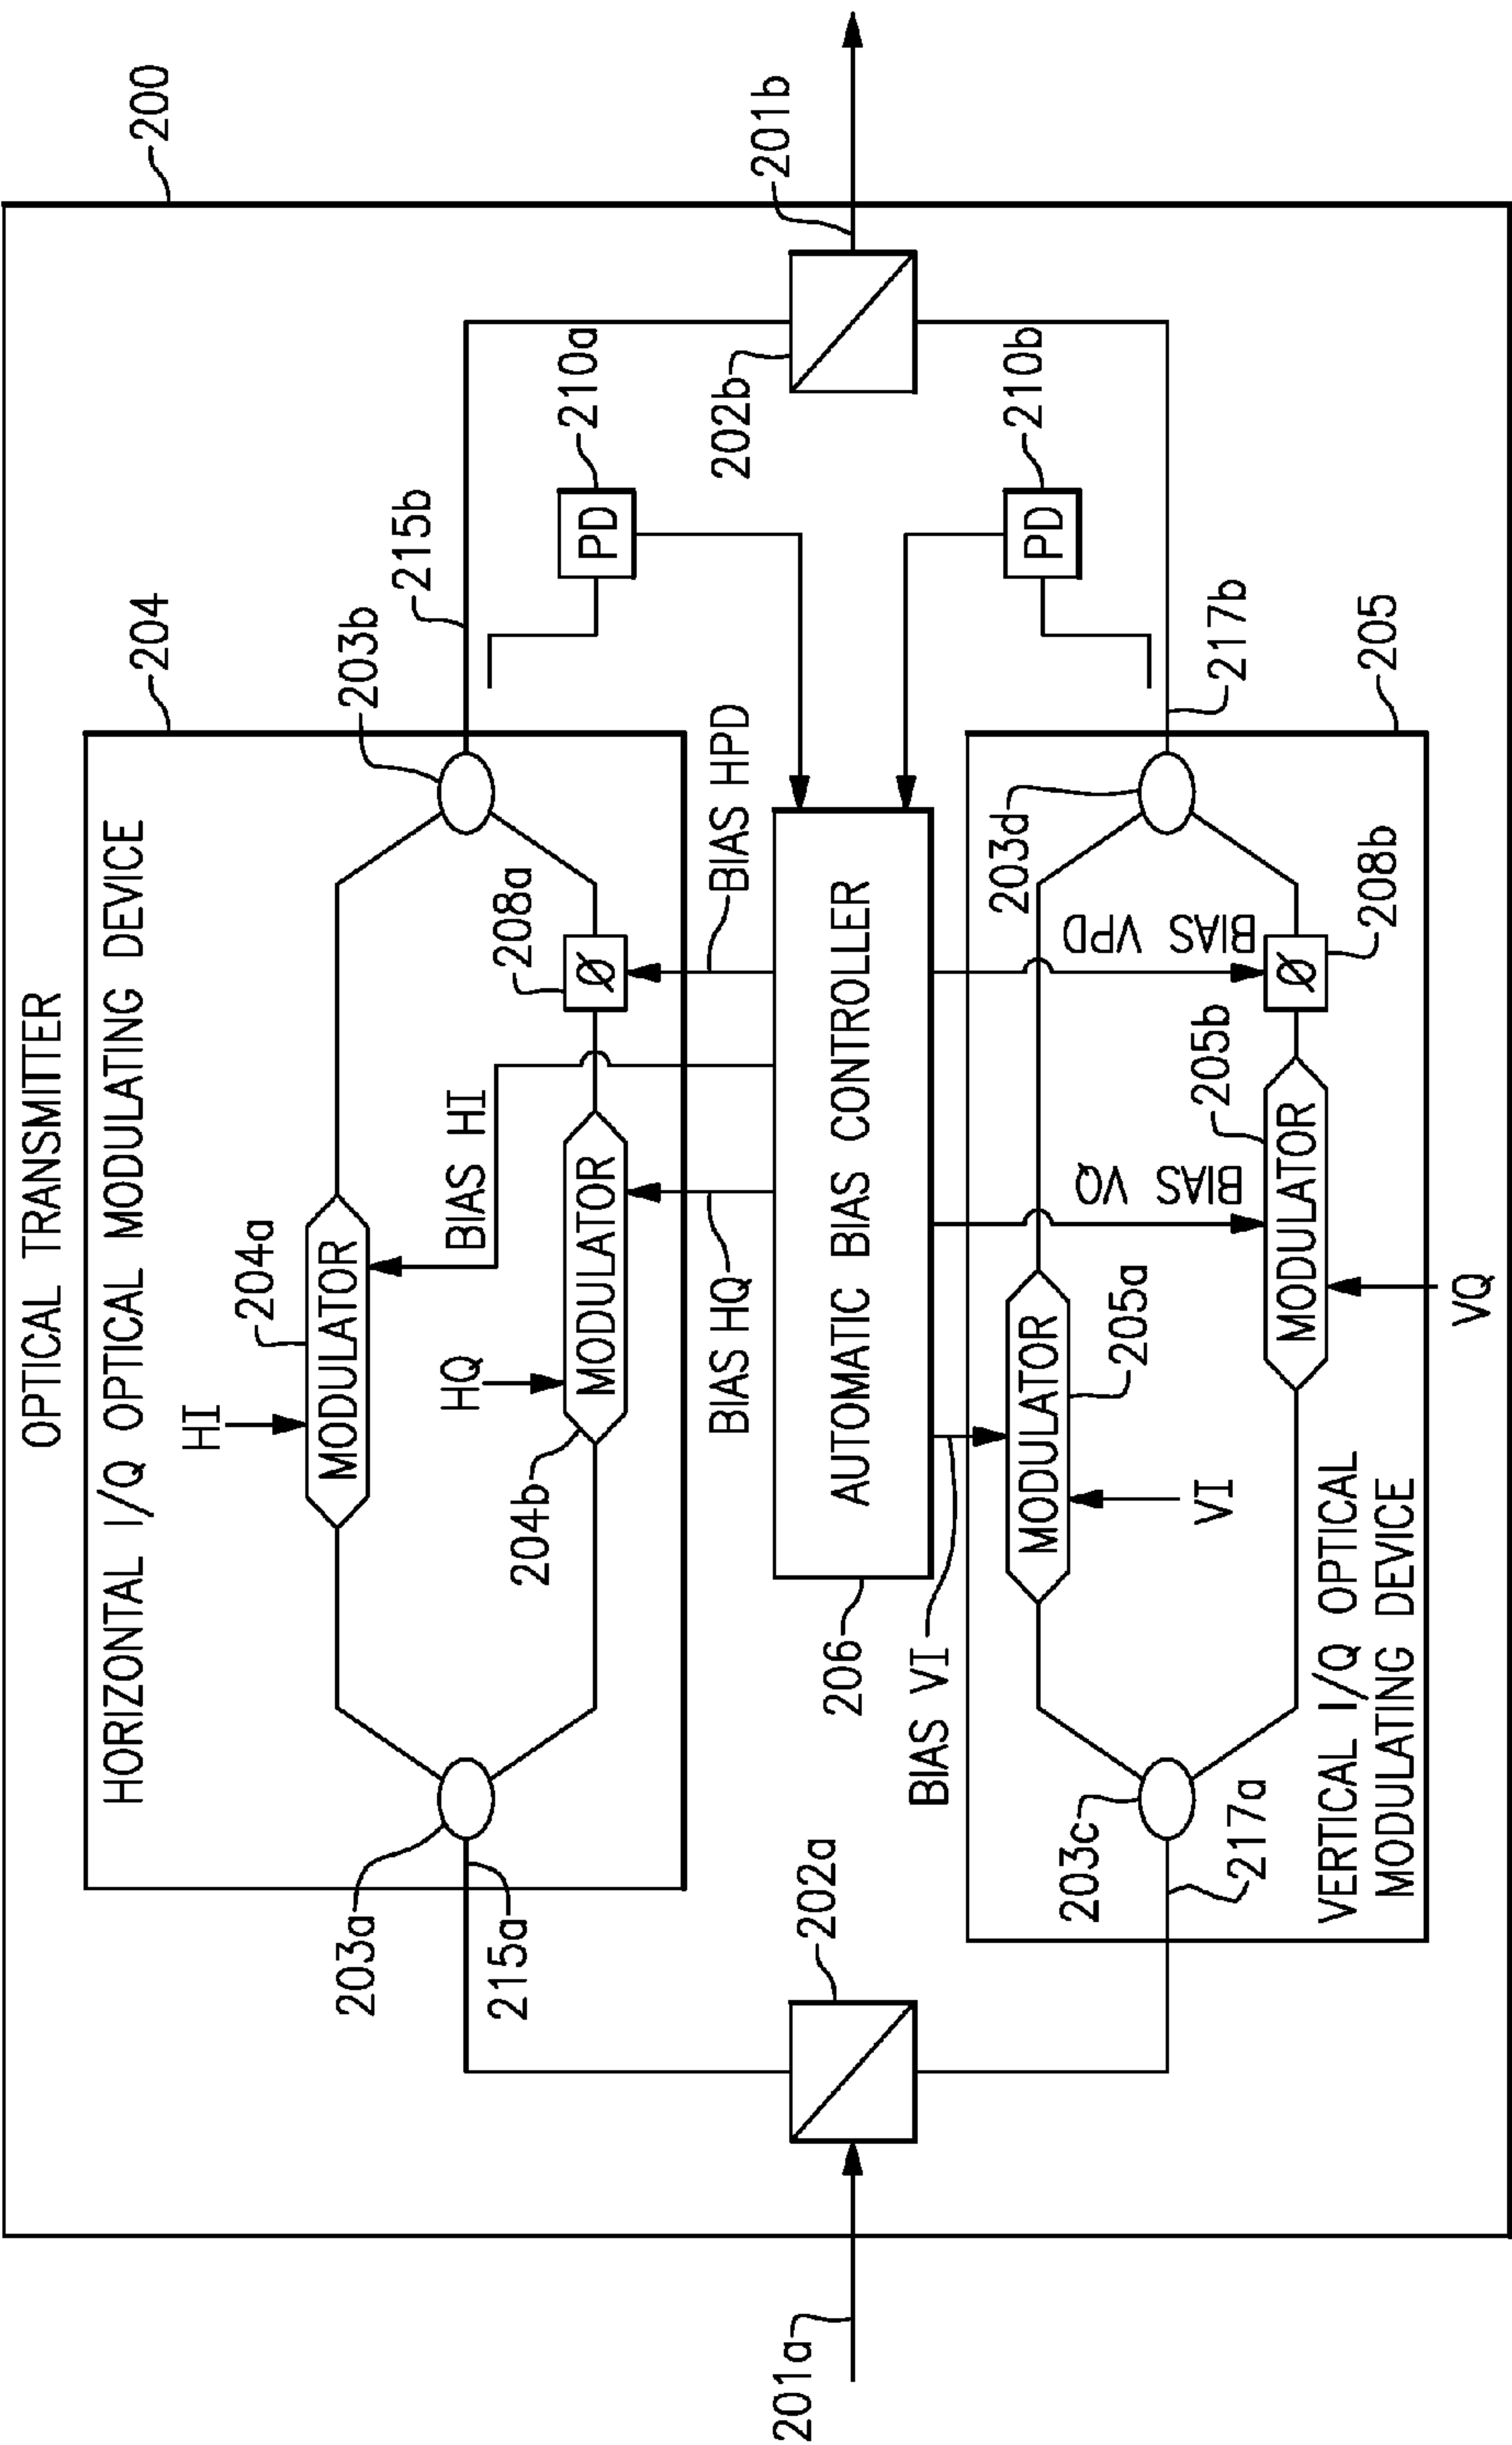 OPTICAL TRANSMITTER
200
HORIZONTAL I/Q OPTICAL MODULATING DEVICE
204
HI
204a
MODULATOR
203a
203b
215b
BIAS HI
HQ
215a
204b
208a
MODULATOR
Ø
PD
210a
BIAS HQ
BIAS HPD
202b
201a
202a
206
AUTOMATIC BIAS CONTROLLER
201b
BIAS VI
203d
MODULATOR
PD
210b
203c
205a
BIAS VQ
BIAS VPD
VI
217a
205b
217b
MODULATOR
Ø
VERTICAL I/Q OPTICAL
MODULATING DEVICE
208b
205
VQ